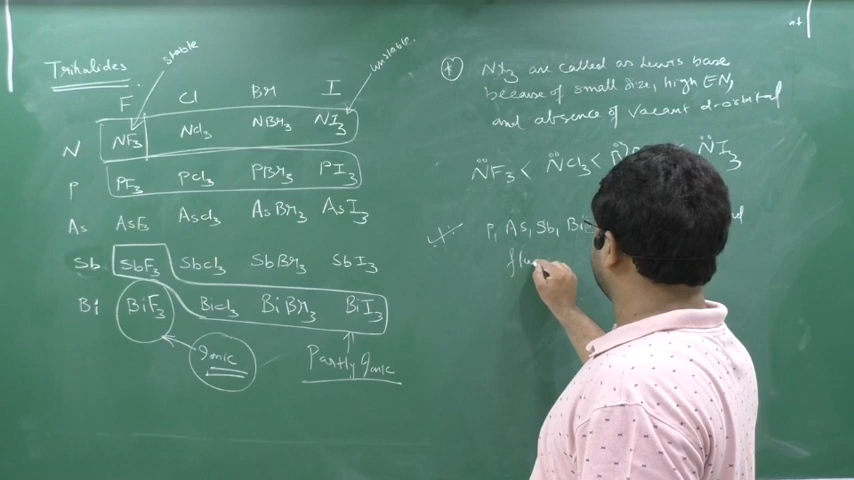 Trihalides
stable
unstable.
F Cl Br I
N NF3 NCl3 NBr3 NI3
P PF3 PCl3 PBr3 PI3
As AsF3 AsCl3 AsBr3 AsI3
Sb SbF3 SbCl3 SbBr3 SbI3
Bi BiF3 BiCl3 BiBr3 BiI3
Ionic
Partly Ionic
* NX3 are called as Lewis base
because of small size, high EN,
and absence of vacant d-orbital
NF3 < NCl3 < < NI3
* P, As, Sb, Bi